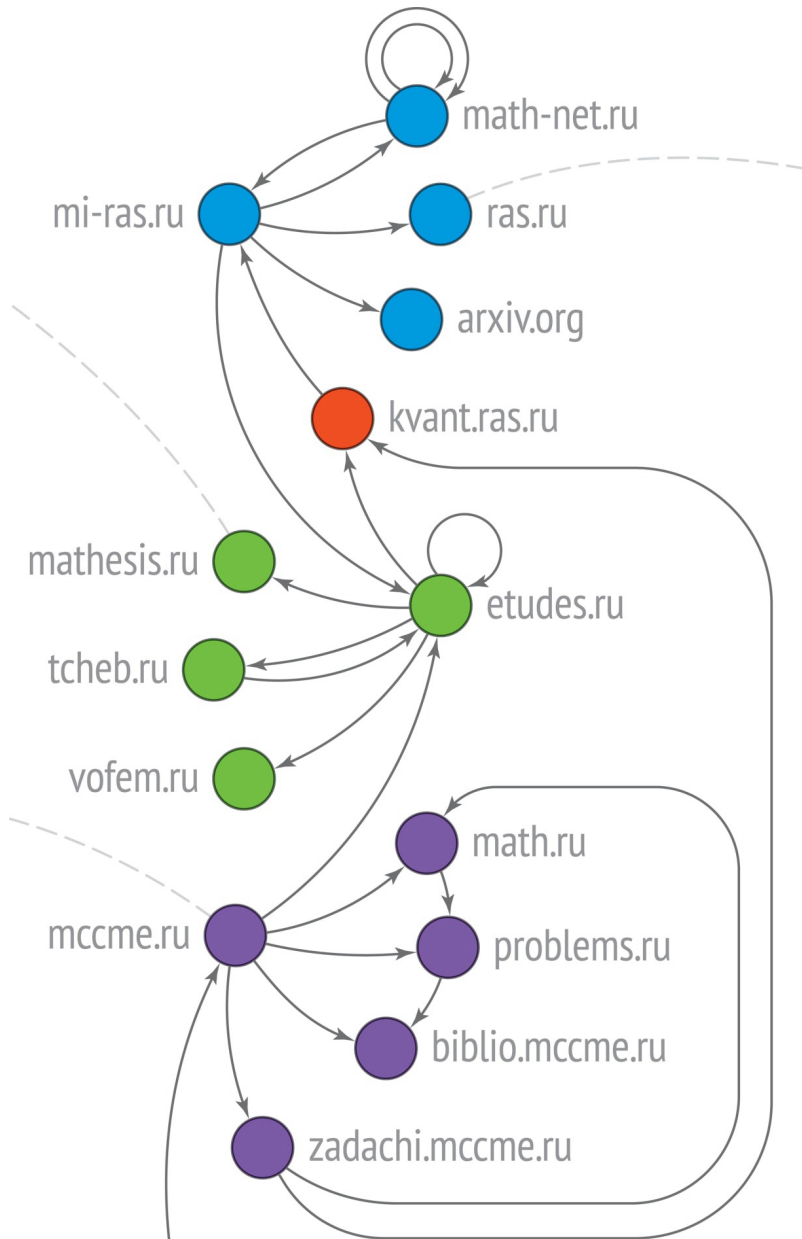 math-net.ru
mi-ras.ru
ras.ru
arxiv.org
kvant.ras.ru
mathesis.ru
etudes.ru
tcheb.ru
vofem.ru
math.ru
mccme.ru
problems.ru
biblio.mccme.ru
zadachi.mccme.ru